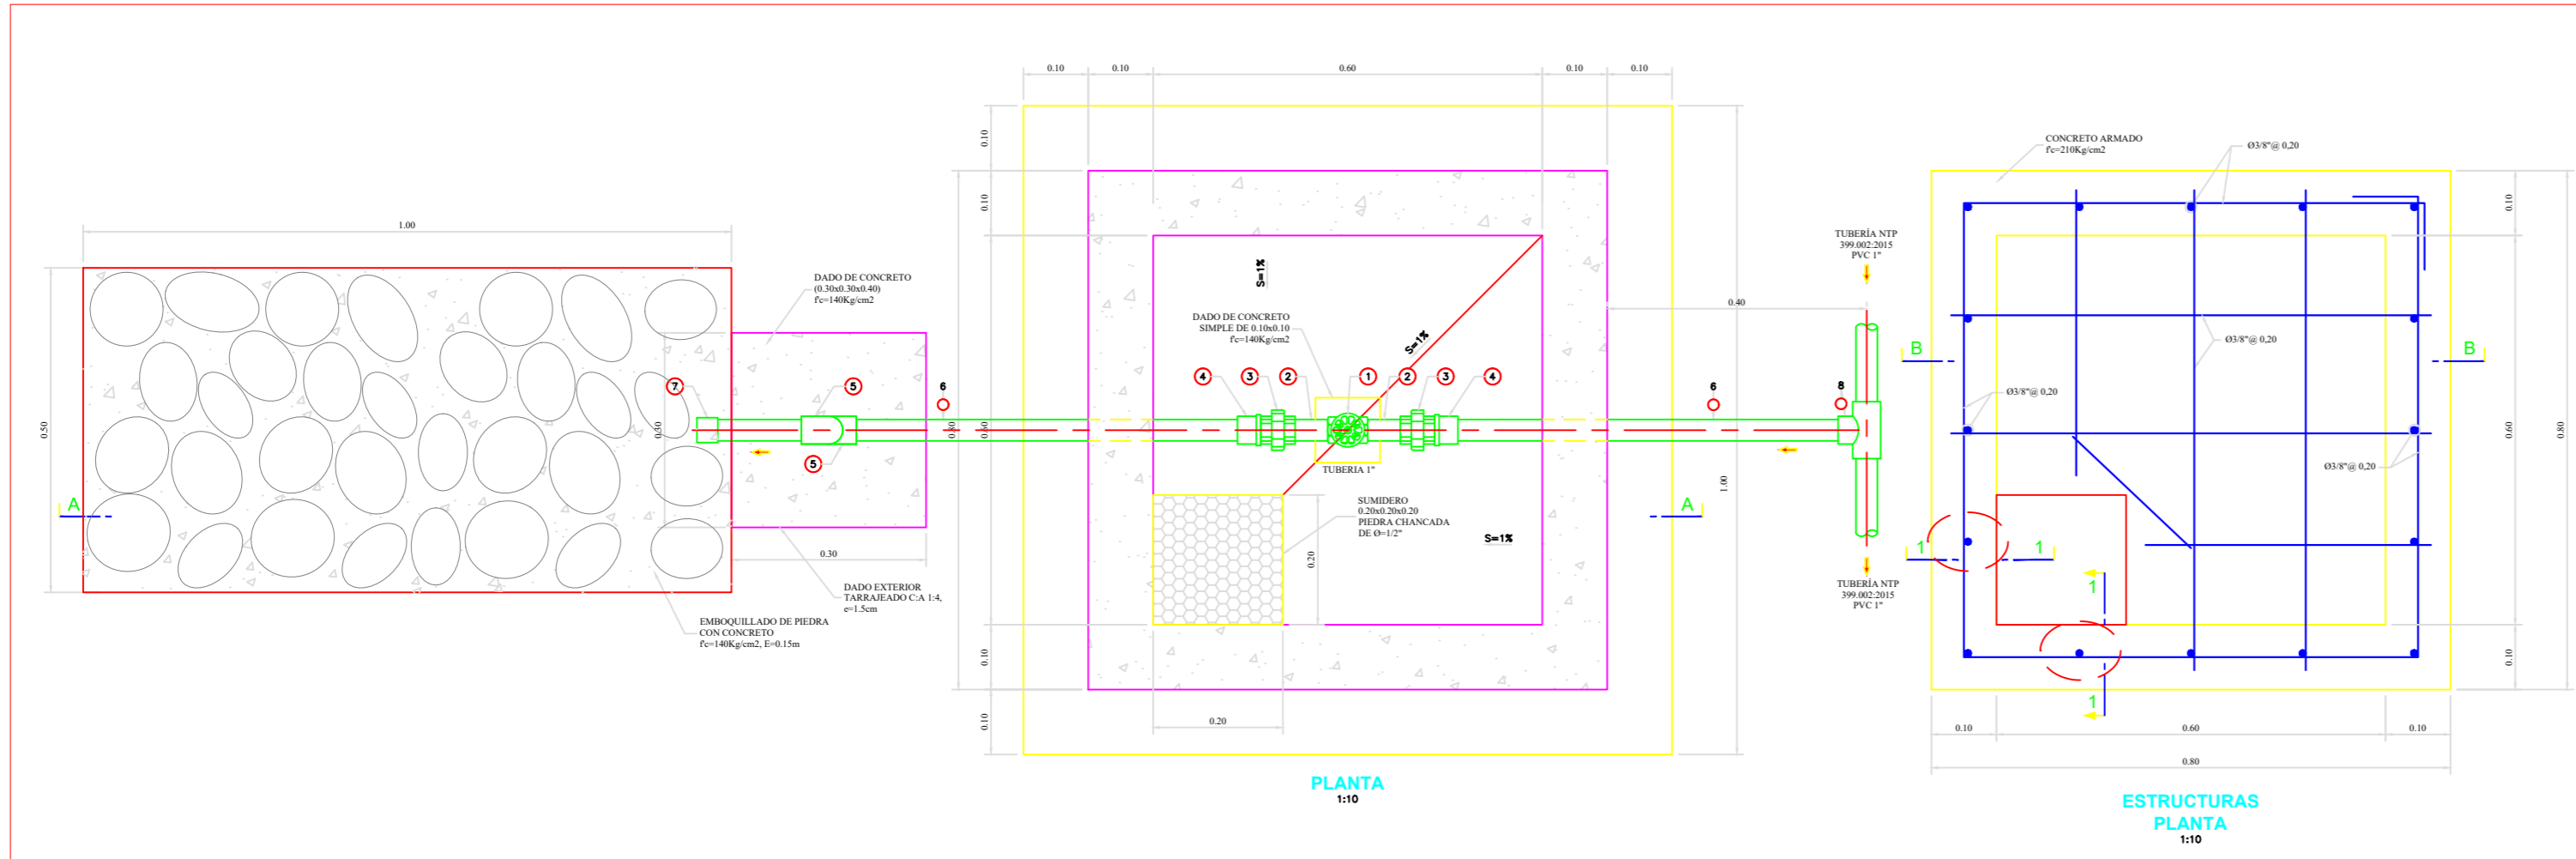 1.00
0.50
DADO DE CONCRETO
(0.30x0.30x0.40)
f'c=140Kg/cm2
7
5
5
6
0.30
0.30
DADO EXTERIOR
TARRAJEADO C:A 1:4,
e=1.5cm
EMBOQUILLADO DE PIEDRA
CON CONCRETO
f'c=140Kg/cm2, E=0.15m
A
A
0.10
0.10
0.60
0.10
0.10
0.10
0.10
0.80
0.60
0.10
0.10
1.00
S=1%
S=1%
S=1%
DADO DE CONCRETO
SIMPLE DE 0.10x0.10
f'c=140Kg/cm2
4
3
2
1
2
3
4
TUBERIA 1"
SUMIDERO
0.20x0.20x0.20
PIEDRA CHANCADA
DE Ø=1/2"
0.20
0.20
0.40
6
8
TUBERÍA NTP
399.002:2015
PVC 1"
TUBERÍA NTP
399.002:2015
PVC 1"
PLANTA
1:10
CONCRETO ARMADO
f'c=210Kg/cm2
Ø3/8"@ 0,20
Ø3/8"@ 0,20
Ø3/8"@ 0,20
Ø3/8"@ 0,20
B
B
1
1
1
1
0.10
0.60
0.10
0.80
0.10
0.60
0.10
0.80
ESTRUCTURAS
PLANTA
1:10